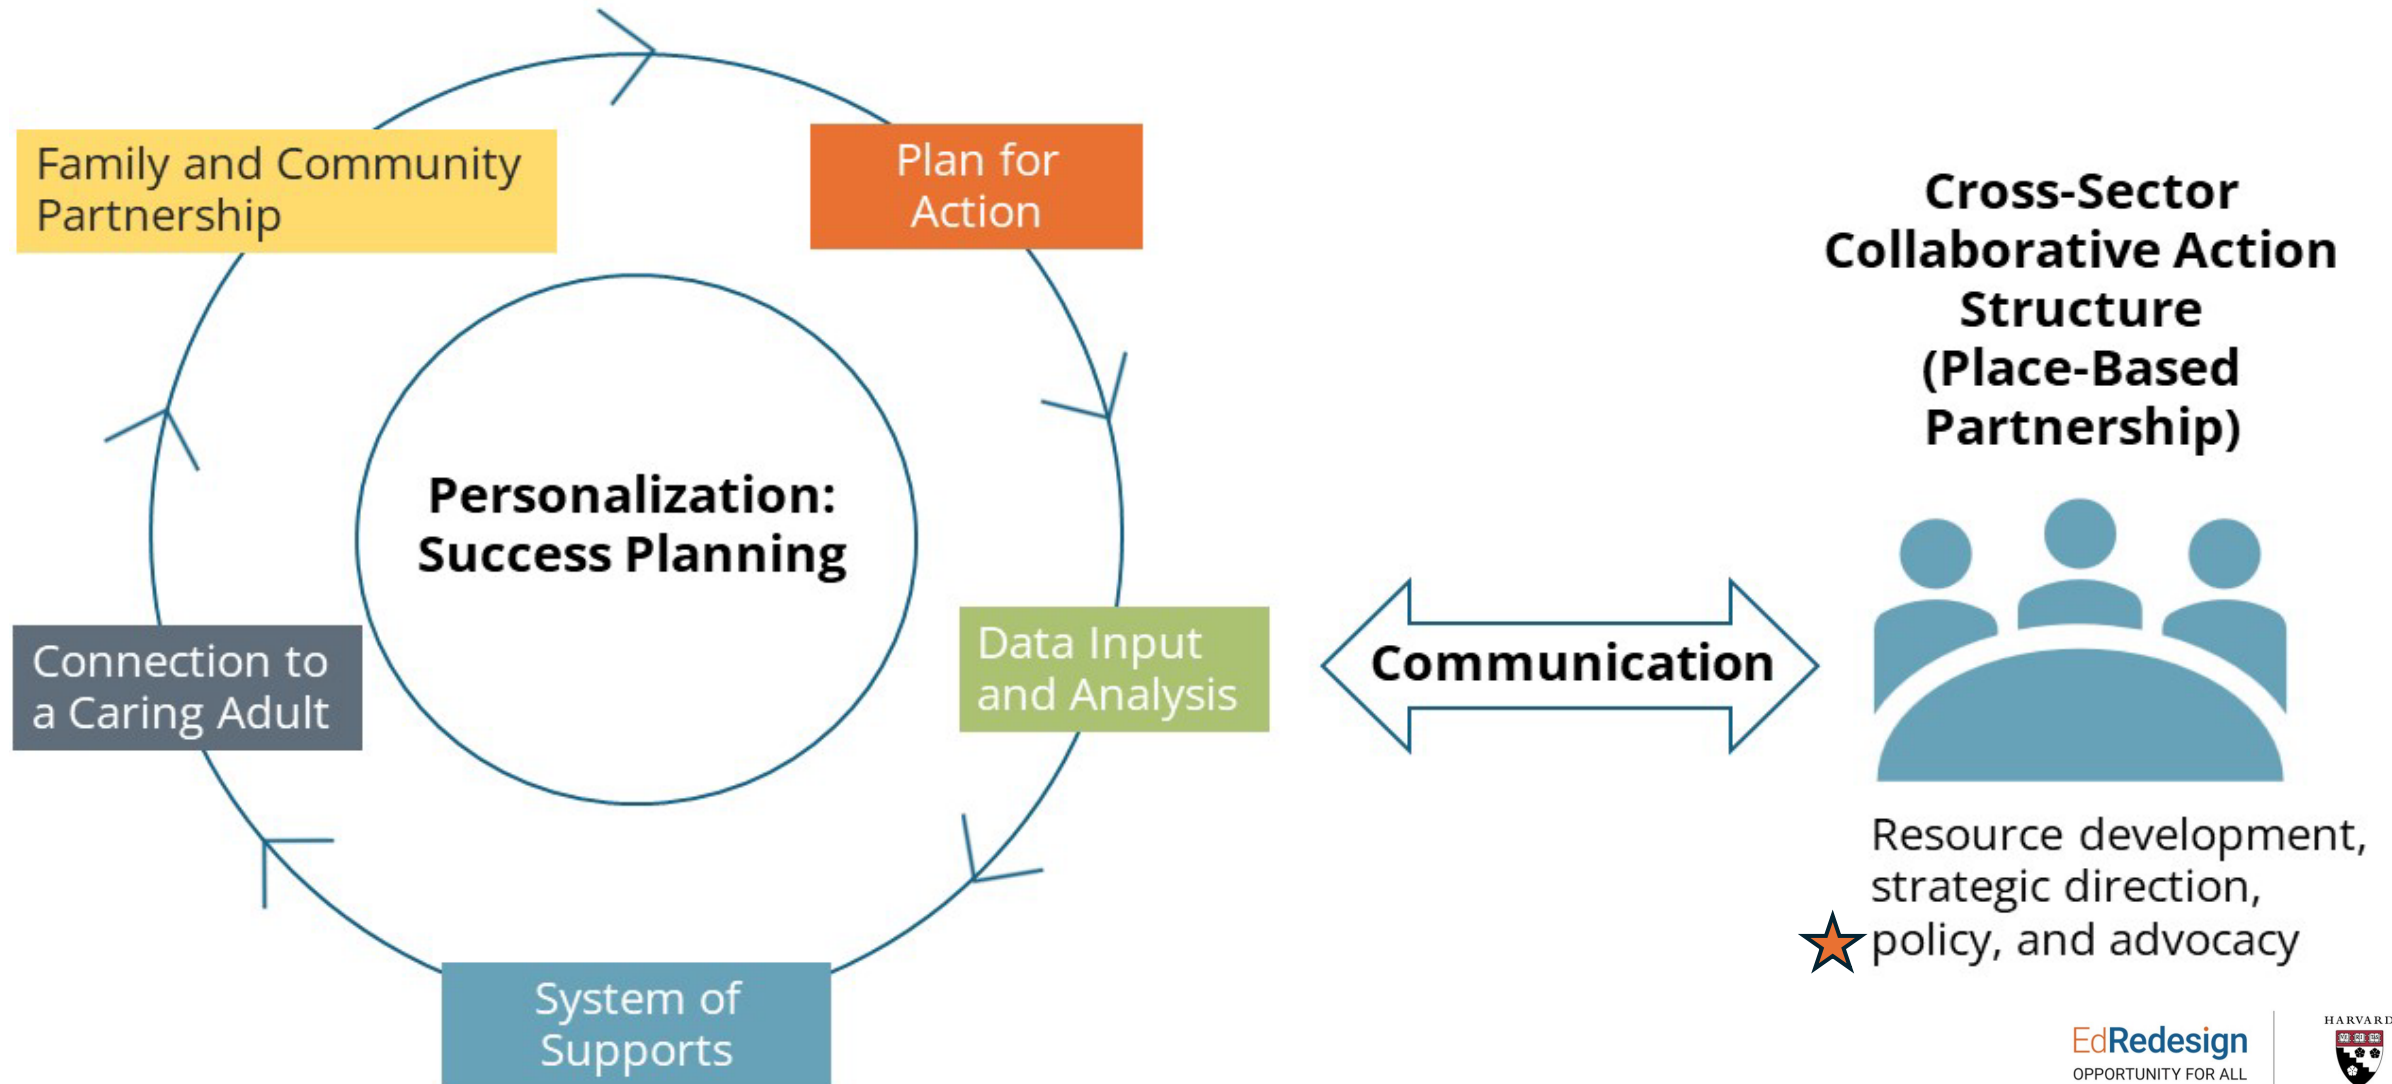 Family and Community
Partnership
Plan for
Action
Personalization:
Success Planning
Connection to
a Caring Adult
Data Input
and Analysis
System of
Supports
Communication
Cross-Sector
Collaborative Action
Structure
(Place-Based
Partnership)
Resource development,
strategic direction,
policy, and advocacy
EdRedesign
OPPORTUNITY FOR ALL
HARVARD